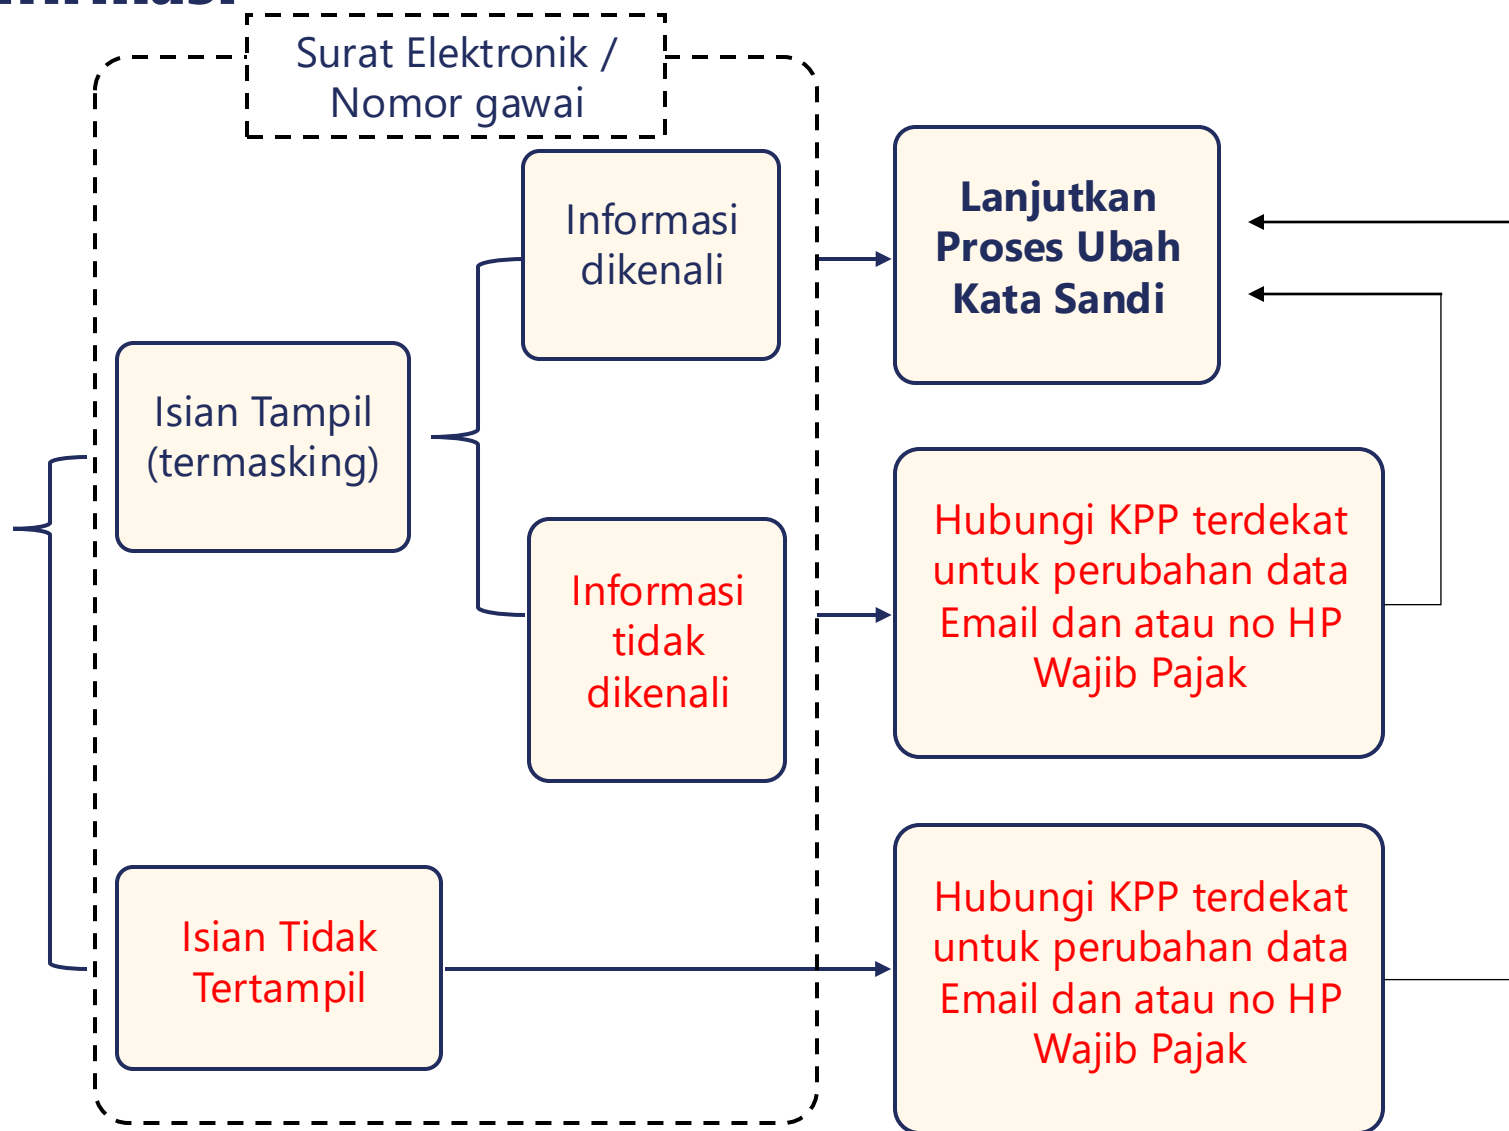 Surat Elektronik /
Nomor gawai
Informasi
dikenali
Lanjutkan
Proses Ubah
Kata Sandi
Isian Tampil
(termasking)
Informasi
tidak
dikenali
Hubungi KPP terdekat
untuk perubahan data
Email dan atau no HP
Wajib Pajak
Isian Tidak
Tertampil
Hubungi KPP terdekat
untuk perubahan data
Email dan atau no HP
Wajib Pajak